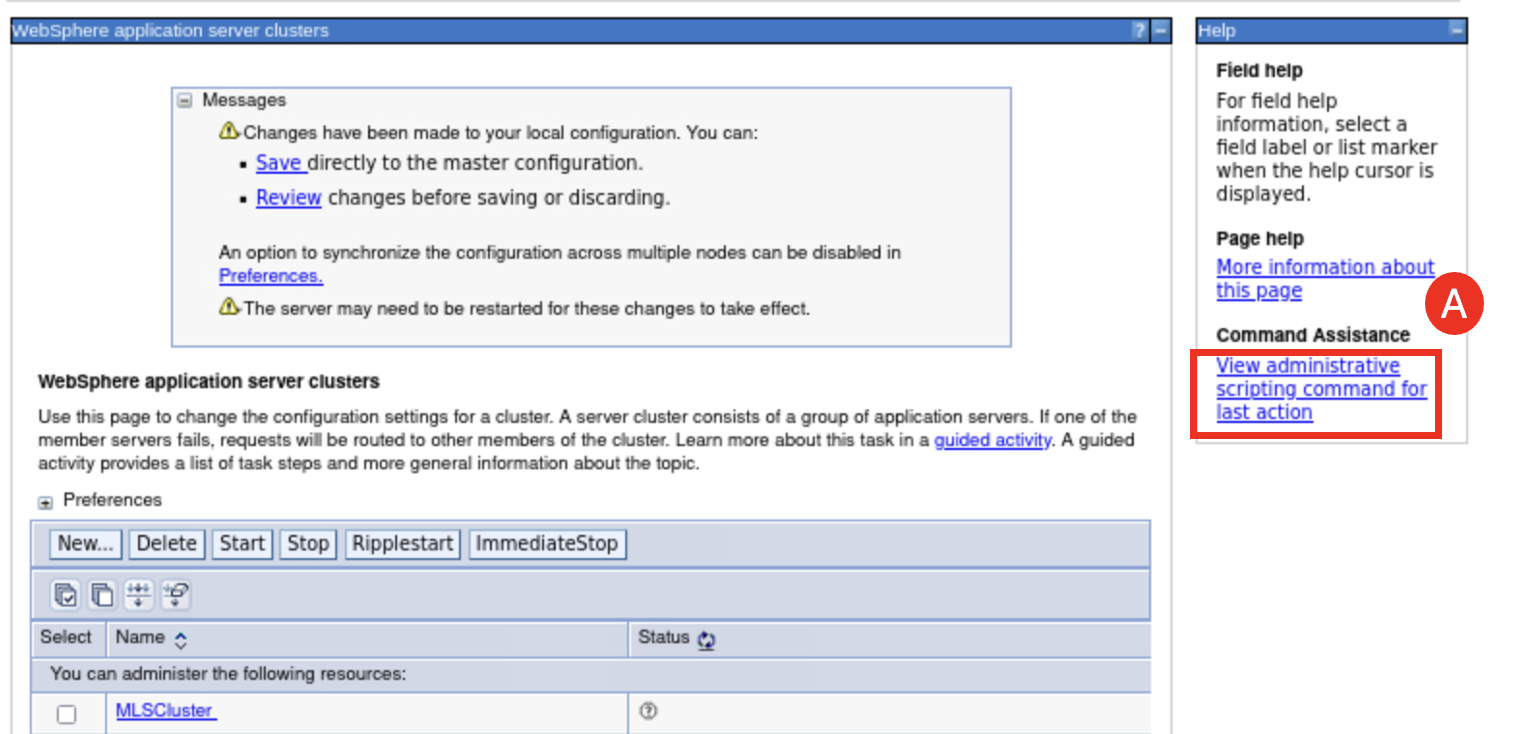 WebSphere application server clusters
? –
Messages
Changes have been made to your local configuration. You can:
▪ Save directly to the master configuration.
▪ Review changes before saving or discarding.
An option to synchronize the configuration across multiple nodes can be disabled in
Preferences.
The server may need to be restarted for these changes to take effect.
WebSphere application server clusters
Use this page to change the configuration settings for a cluster. A server cluster consists of a group of application servers. If one of the
member servers fails, requests will be routed to other members of the cluster. Learn more about this task in a guided activity. A guided
activity provides a list of task steps and more general information about the topic.
Preferences
New... Delete Start Stop Ripplestart ImmediateStop
Select Name Status
You can administer the following resources:
MLSCluster
Help
Field help
For field help
information, select a
field label or list marker
when the help cursor is
displayed.
Page help
More information about
this page
A
Command Assistance
View administrative
scripting command for
last action